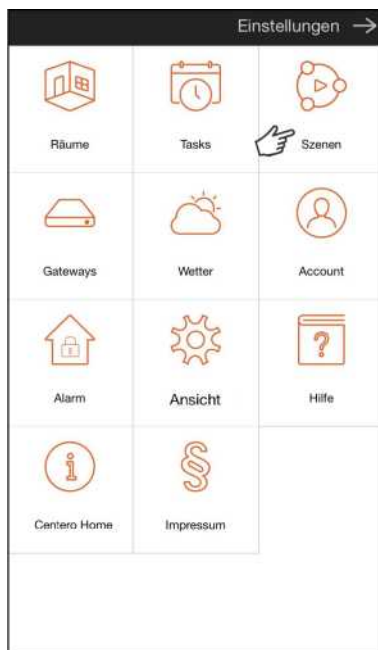 Einstellungen →
Räume
Tasks
Szenen
Gateways
Wetter
Account
Alarm
Ansicht
?
Hilfe
i
Centero Home
§
Impressum